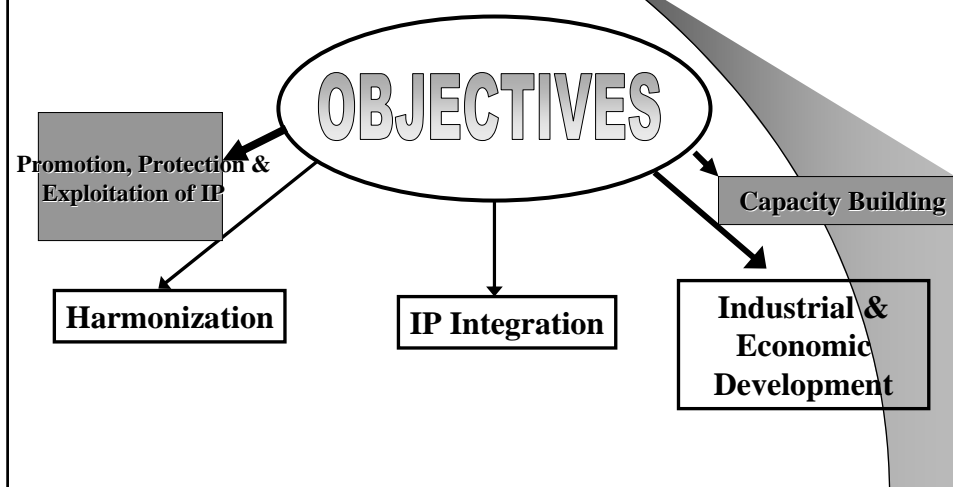 OBJECTIVES
Promotion, Protection &
Exploitation of IP
Capacity Building
Harmonization
IP Integration
Industrial &
Economic
Development